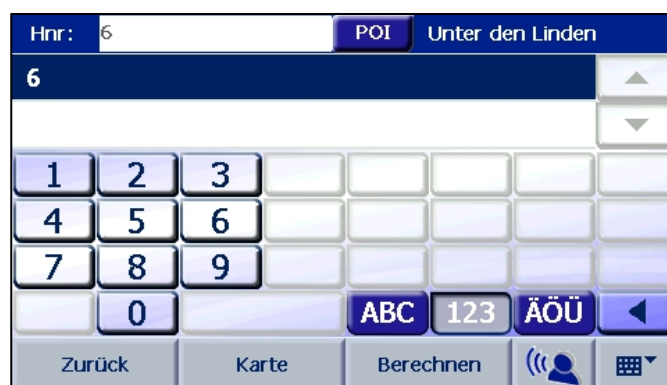 Hnr: 6 POI Unter den Linden
6
1 2 3
4 5 6
7 8 9
0 ABC 123 ÄÖÜ
Zurück Karte Berechnen